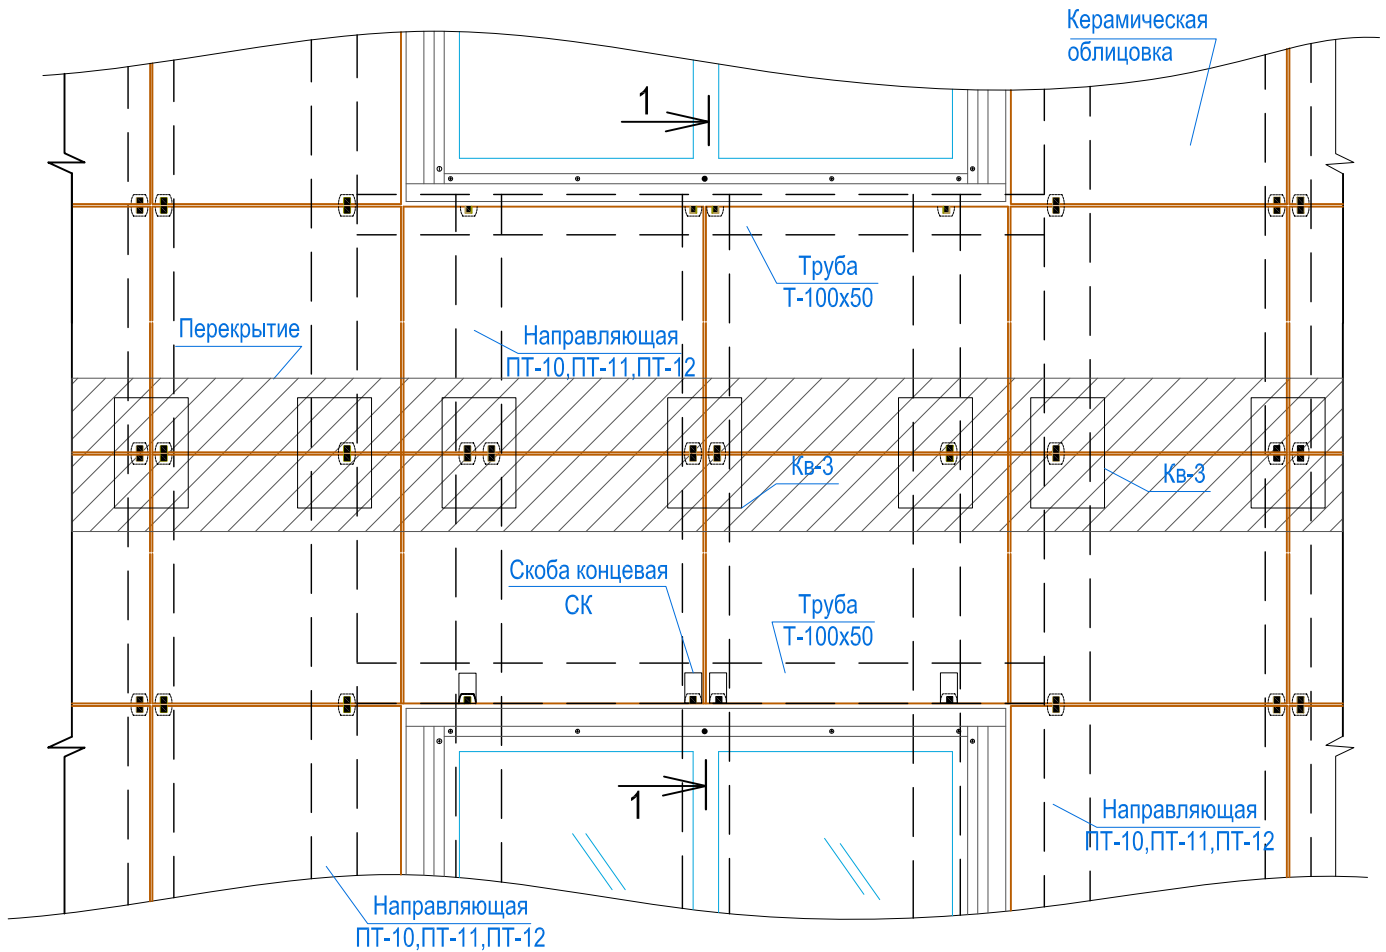 Керамическая
облицовка
1
Труба
Т-100х50
Перекрытие
Направляющая
ПТ-10,ПТ-11,ПТ-12
Кв-3
Кв-3
Скоба концевая
СК
Труба
Т-100х50
1
Направляющая
ПТ-10,ПТ-11,ПТ-12
Направляющая
ПТ-10,ПТ-11,ПТ-12